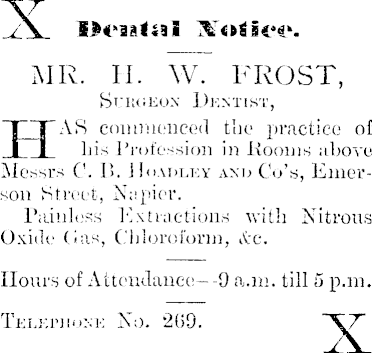 X Dental Notice.
MR. H. W. FROST,
SURGEON DENTIST,
HAS commenced the practice of
his Profession in Rooms above
Messrs C. B. HOADLEY AND Co's, Emer-
son Street, Napier.
Painless Extractions with Nitrous
Oxide Gas, Chloroform, &c.
Hours of Attendance—9 a.m. till 5 p.m.
TELEPHONE No. 269. X